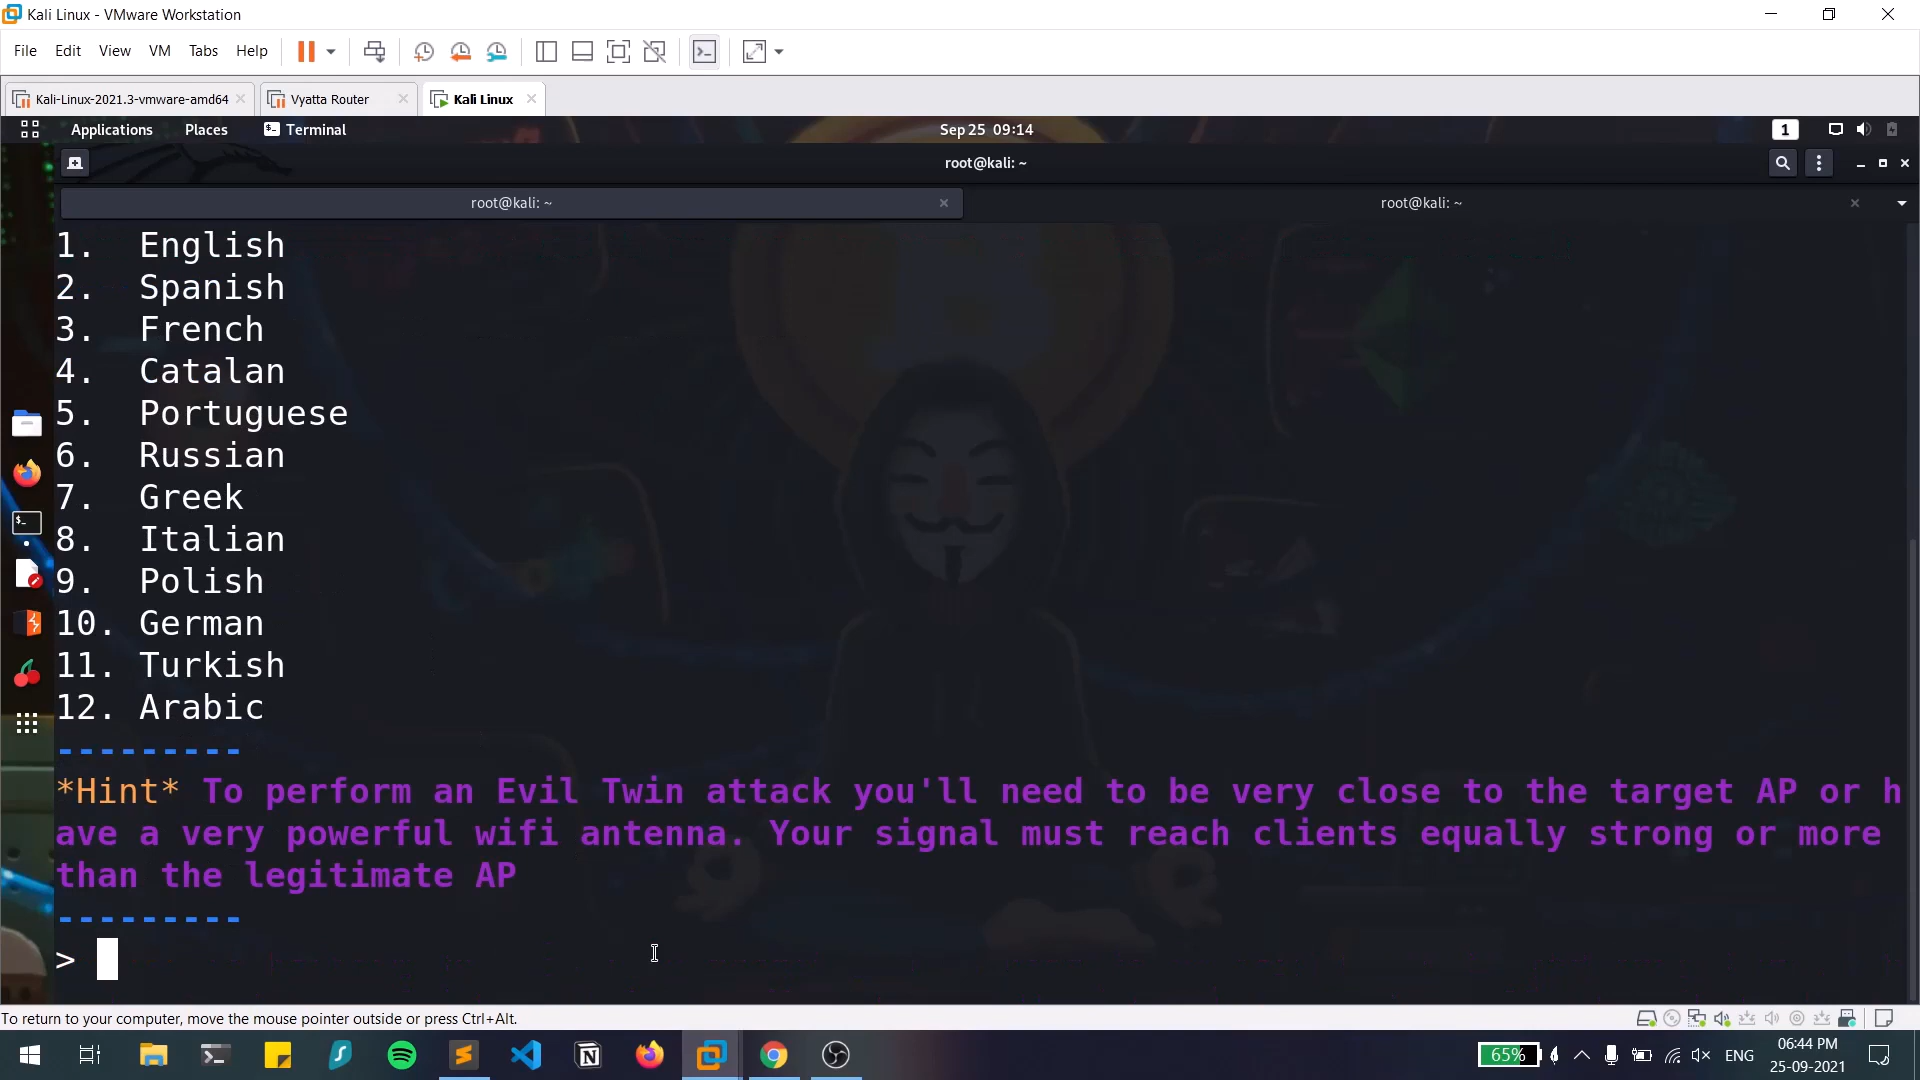 Kali Linux - VMware Workstation
File Edit View VM Tabs Help
Kali-Linux-2021.3-vmware-amd64 Vyatta Router Kali Linux
Applications Places Terminal Sep 25 09:14 1
root@kali: ~
root@kali: ~ root@kali: ~
1. English
2. Spanish
3. French
4. Catalan
5. Portuguese
6. Russian
7. Greek
8. Italian
9. Polish
10. German
11. Turkish
12. Arabic
---------
*Hint* To perform an Evil Twin attack you'll need to be very close to the target AP or h
ave a very powerful wifi antenna. Your signal must reach clients equally strong or more
than the legitimate AP
---------
>
To return to your computer, move the mouse pointer outside or press Ctrl+Alt.
65% ENG 06:44 PM
25-09-2021